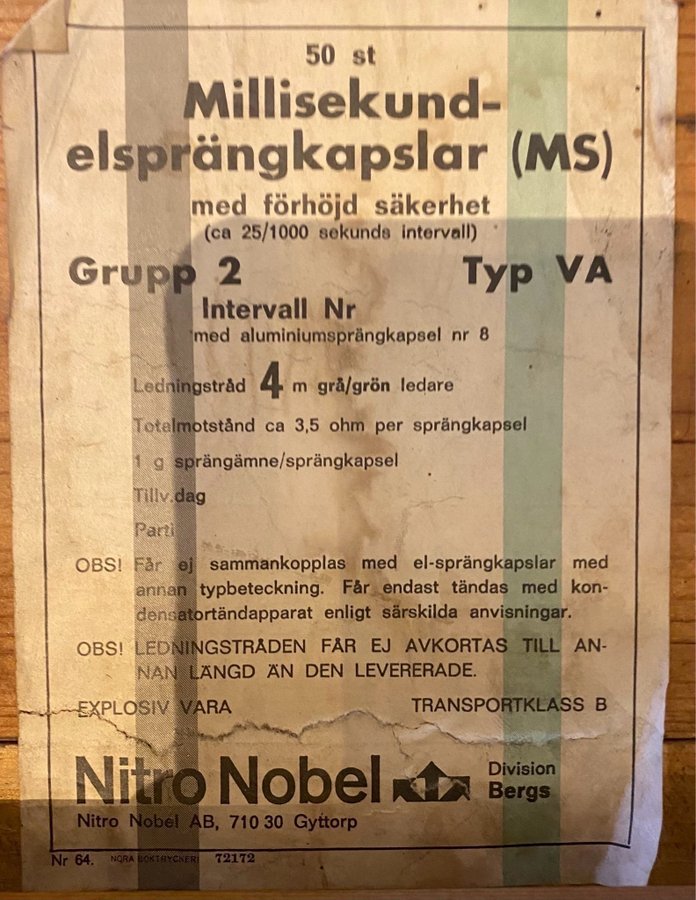 50 st
Millisekund-
elsprängkapslar (MS)
med förhöjd säkerhet
(ca 25/1000 sekunds intervall)
Grupp 2 Typ VA
Intervall Nr
med aluminiumsprängkapsel nr 8
Ledningstråd 4 m grå/grön ledare
Totalmotstånd ca 3,5 ohm per sprängkapsel
1 g sprängämne/sprängkapsel
Tillv.dag
Parti
OBS! Får ej sammankopplas med el-sprängkapslar med
annan typbeteckning. Får endast tändas med kon-
densatortändapparat enligt särskilda anvisningar.
OBS! LEDNINGSTRÅDEN FÅR EJ AVKORTAS TILL AN-
NAN LÄNGD ÄN DEN LEVERERADE.
EXPLOSIV VARA TRANSPORTKLASS B
Nitro Nobel Division
Bergs
Nitro Nobel AB, 710 30 Gyttorp
Nr 64. NORA BOKTRYCKERI 72172